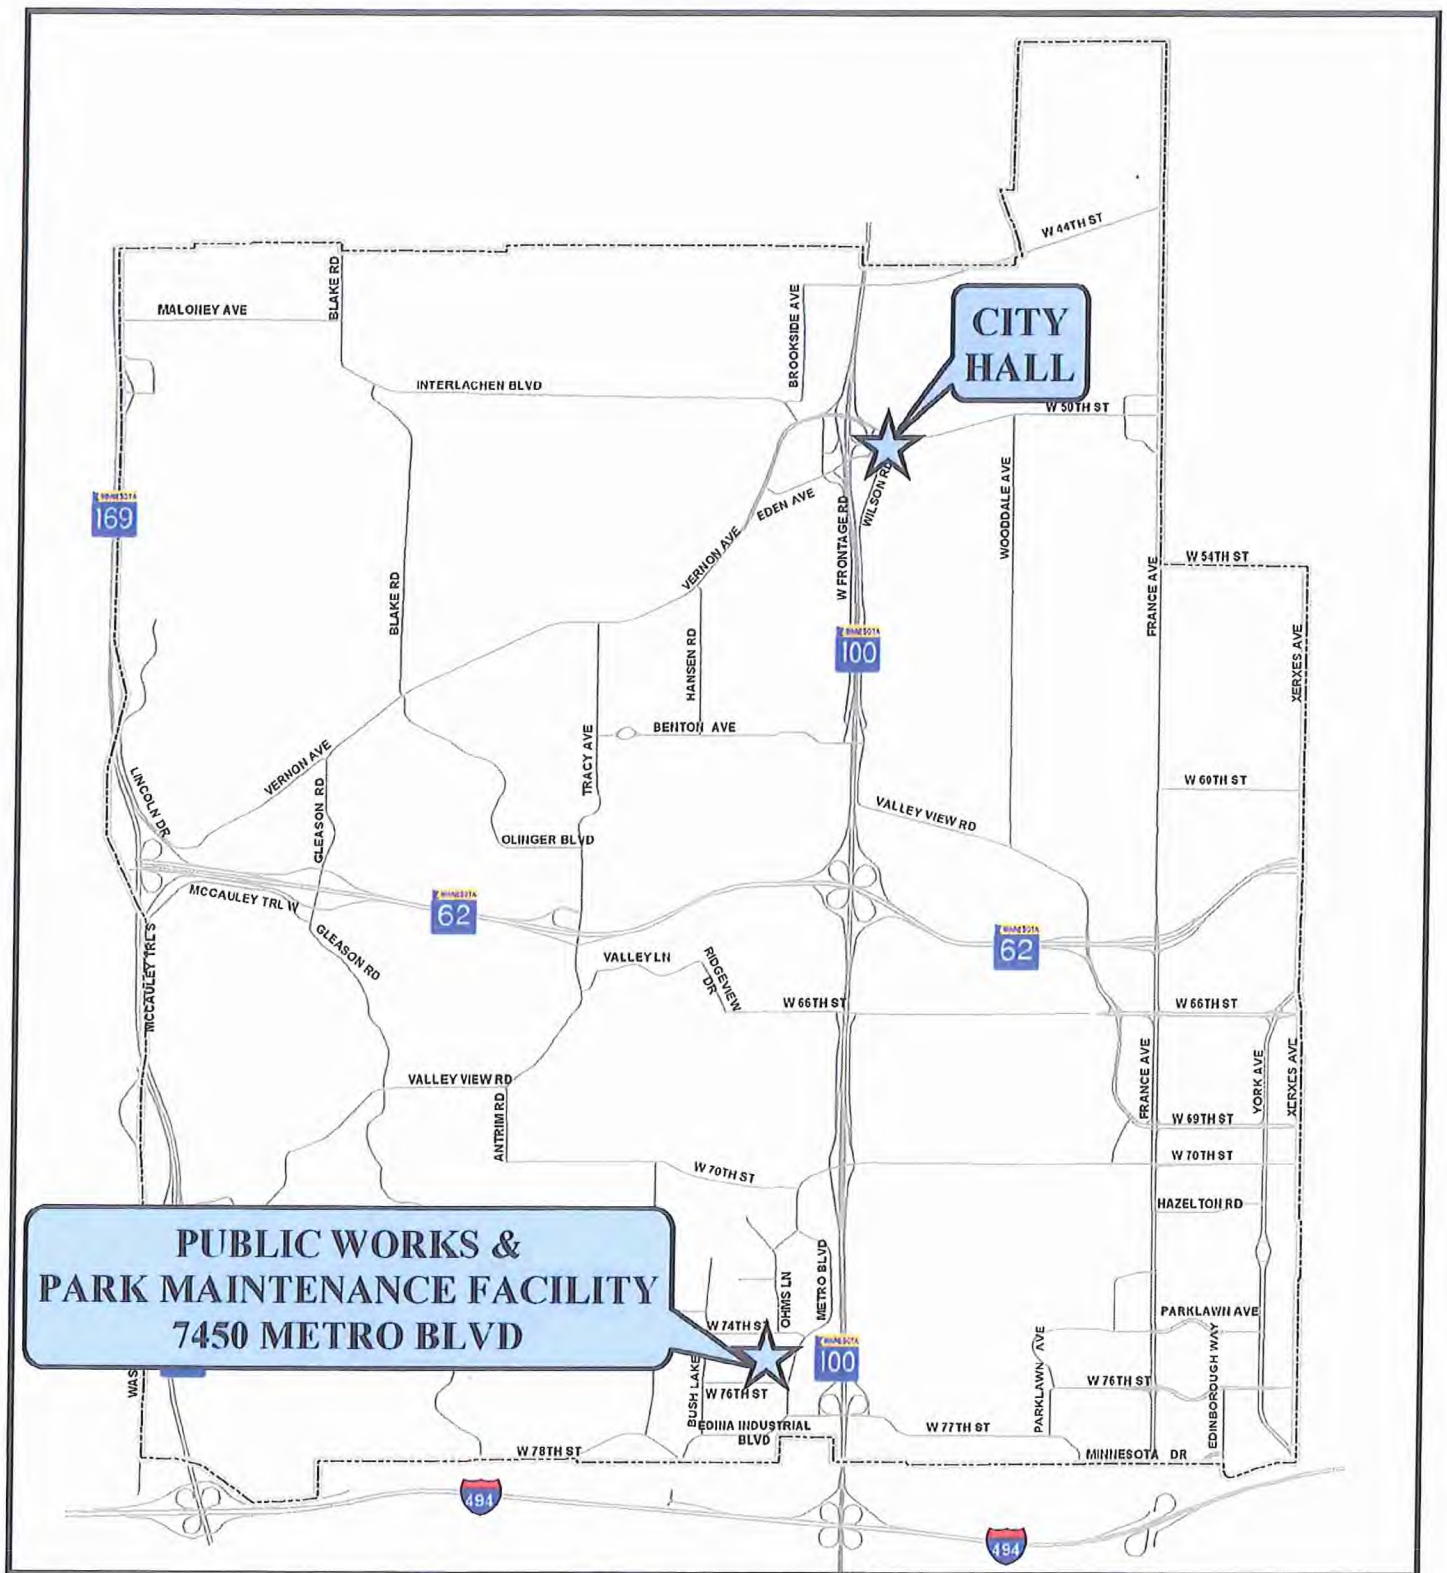 W 44TH ST
BLAKE RD
MALONEY AVE
BROOKSIDE AVE
CITY
HALL
INTERLACHEN BLVD
W 50TH ST
MINNESOTA
169
EDEN AVE
WILSON RD
W FRONTAGE RD
WOODDALE AVE
VERNON AVE
W 54TH ST
FRANCE AVE
BLAKE RD
HANSEN RD
MINNESOTA
100
XERXES AVE
BENTON AVE
TRACY AVE
VERNON AVE
LINCOLN DR
GLEASON RD
W 60TH ST
VALLEY VIEW RD
OLINGER BLVD
MCCAULEY TRL W
MINNESOTA
62
MINNESOTA
62
GLEASON RD
MCCAULEY TRL S
VALLEY LN
RIDGEVIEW
DR
W 66TH ST
W 66TH ST
VALLEY VIEW RD
ANTRIM RD
FRANCE AVE
YORK AVE
XERXES AVE
W 69TH ST
W 70TH ST
W 70TH ST
HAZELTON RD
PUBLIC WORKS &
PARK MAINTENANCE FACILITY
7450 METRO BLVD
OHMS LN
METRO BLVD
W 74TH ST
PARKLAWN AVE
PARKLAWN AVE
EDINBOROUGH WAY
MINNESOTA
100
WAS
BUSH LAKE
W 76TH ST
W 76TH ST
EDINA INDUSTRIAL
BLVD
W 77TH ST
W 78TH ST
MINNESOTA DR
494
494